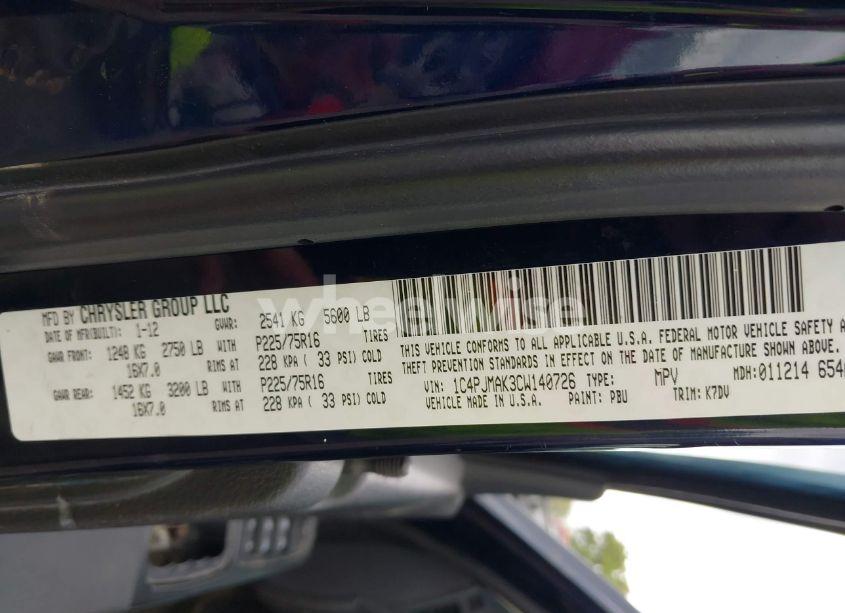 MFD BY CHRYSLER GROUP LLC
DATE OF MFR(BUILT): 1-12 GVWR: 2541 KG 5600 LB
GAWR FRONT: 1248 KG 2750 LB WITH P225/75R16 TIRES
16X7.0 RIMS AT 228 KPA ( 33 PSI) COLD
GAWR REAR: 1452 KG 3200 LB WITH P225/75R16 TIRES
16X7.0 RIMS AT 228 KPA ( 33 PSI) COLD
THIS VEHICLE CONFORMS TO ALL APPLICABLE U.S.A. FEDERAL MOTOR VEHICLE SAFETY
THEFT PREVENTION STANDARDS IN EFFECT ON THE DATE OF MANUFACTURE
VIN: 1C4PJMAK3CW140726 TYPE: MPV MDH: 011214
VEHICLE MADE IN U.S.A. PAINT: PBU TRIM: K7DV
wheelwise